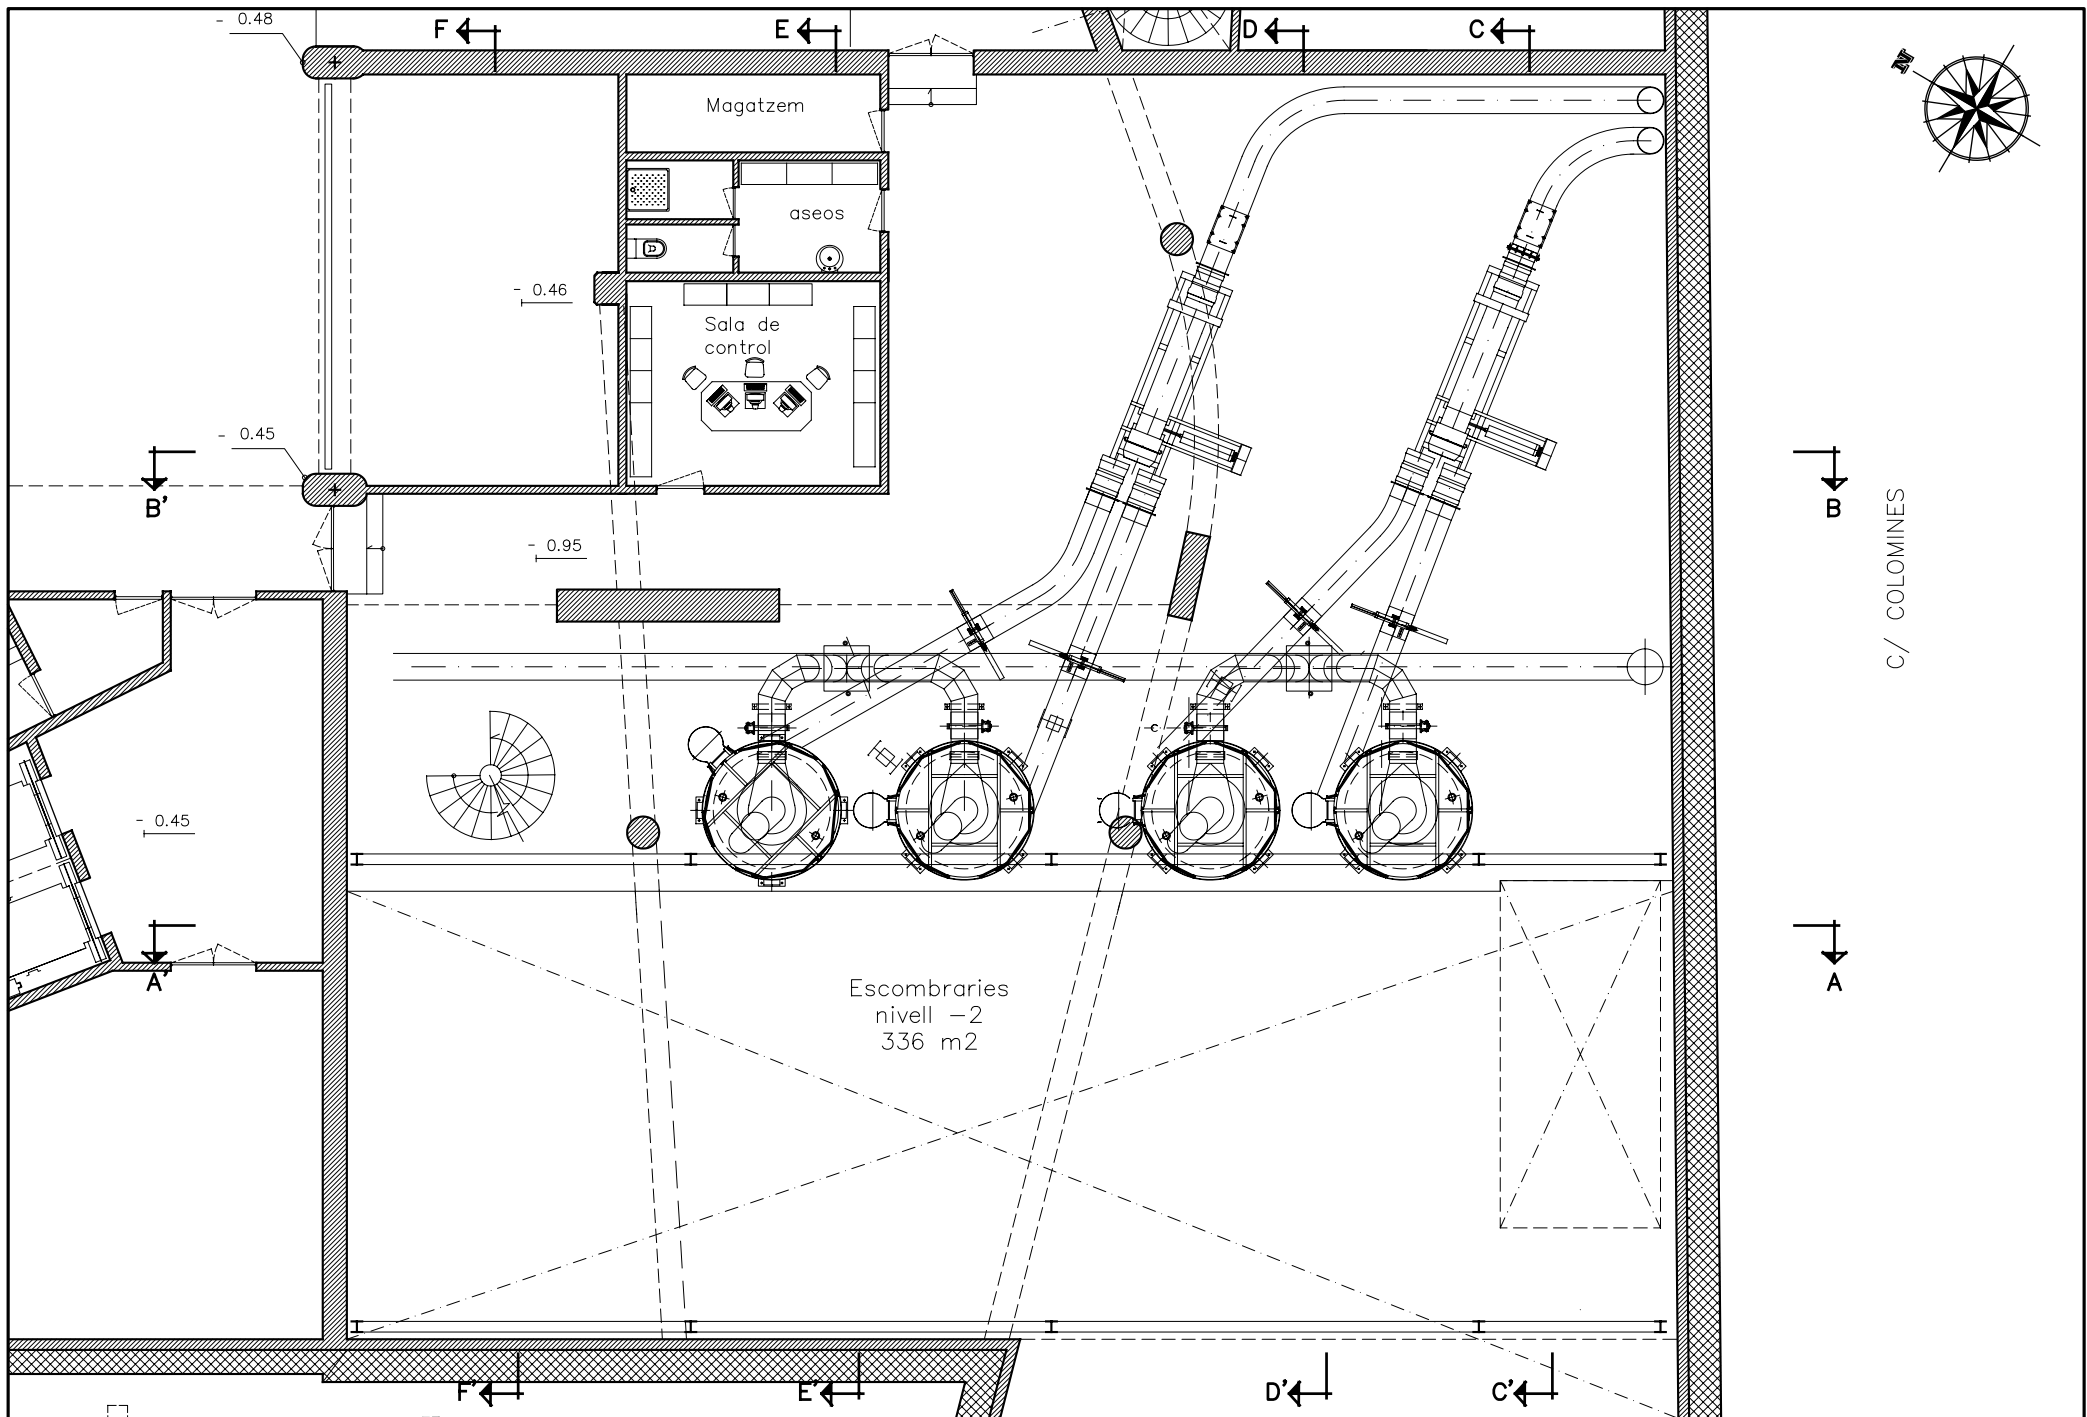 - 0.48
F
E
D
C
N
Magatzem
aseos
- 0.46
Sala de
control
- 0.45
B'
B
C/ COLOMINES
- 0.95
c
- 0.45
A'
A
Escombraries
nivell -2
336 m2
F'
E'
D'
C'